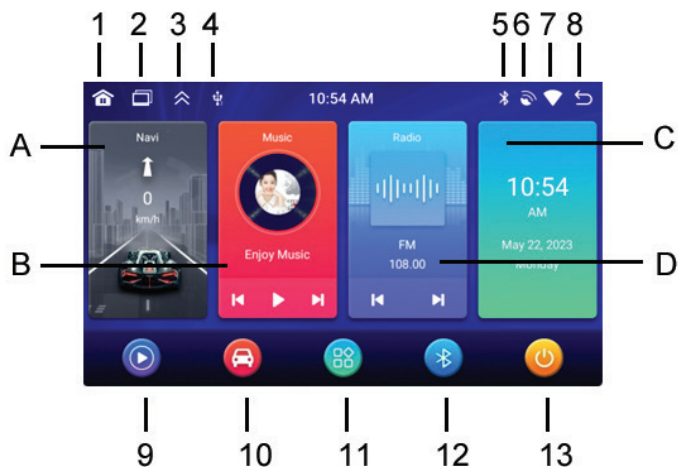 1 2 3 4 5 6 7 8
10:54 AM
A
Navi
0
km/h
Music
Enjoy Music
B
Radio
FM
108.00
D
C
10:54
AM
May 22, 2023
Monday
9 10 11 12 13